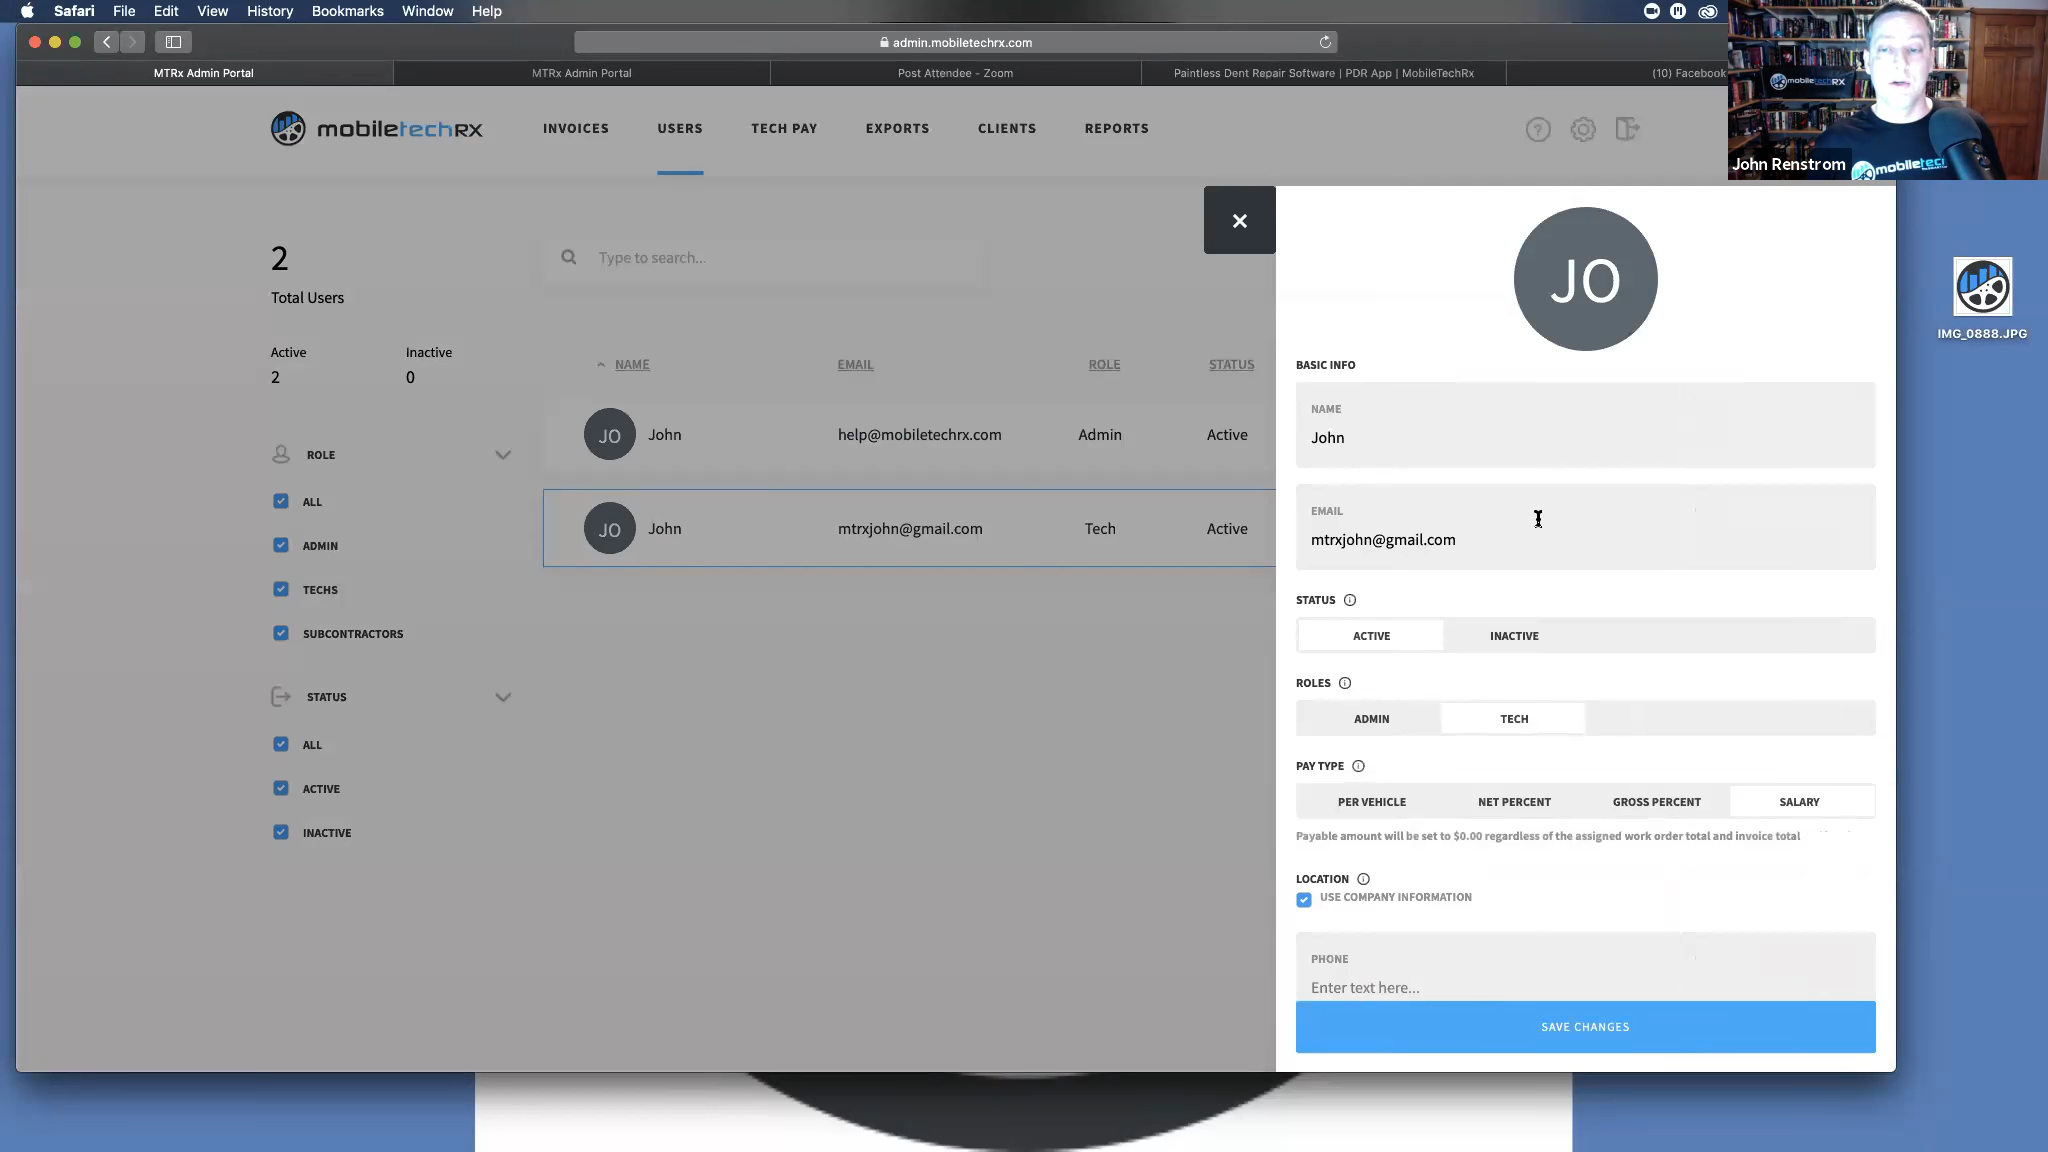 Safari File Edit View History Bookmarks Window Help
admin.mobiletechrx.com
MTRx Admin Portal
MTRx Admin Portal
Post Attendee - Zoom
Paintless Dent Repair Software | PDR App | MobileTechRx
(10) Facebook
mobiletechRX
INVOICES
USERS
TECH PAY
EXPORTS
CLIENTS
REPORTS
mobiletechRX
mobiletec
John Renstrom
IMG_0888.JPG
2
Total Users
Active
Inactive
2
0
ROLE
ALL
ADMIN
TECHS
SUBCONTRACTORS
STATUS
ALL
ACTIVE
INACTIVE
Type to search...
NAME EMAIL ROLE STATUS
JO John help@mobiletechrx.com Admin Active
JO John mtrxjohn@gmail.com Tech Active
JO
BASIC INFO
NAME
John
EMAIL
mtrxjohn@gmail.com
STATUS
ACTIVE INACTIVE
ROLES
ADMIN TECH
PAY TYPE
PER VEHICLE NET PERCENT GROSS PERCENT SALARY
Payable amount will be set to $0.00 regardless of the assigned work order total and invoice total
LOCATION
USE COMPANY INFORMATION
PHONE
Enter text here...
SAVE CHANGES